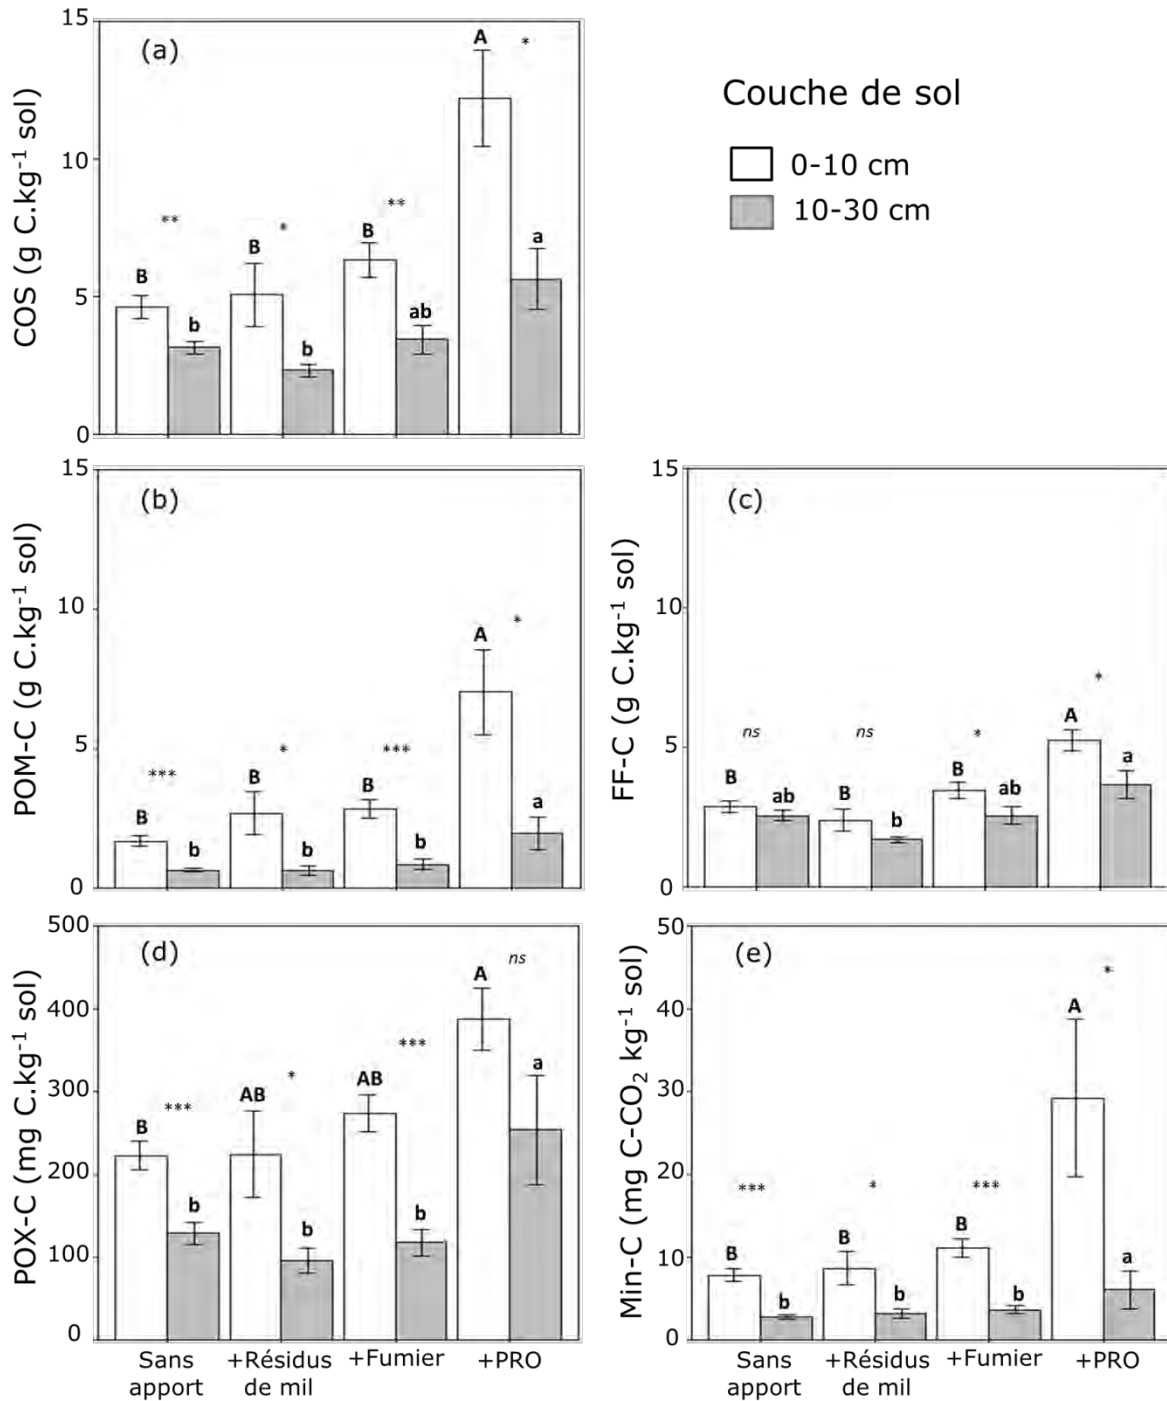 15
(a)
A
*
10
COS (g C.kg⁻¹ sol)
**
*
**
B
B
B
a
5
b
b
ab
0
Couche de sol
0-10 cm
10-30 cm
15
(b)
10
POM-C (g C.kg⁻¹ sol)
A
*
5
***
*
***
B
B
B
a
b
b
b
0
15
(c)
10
FF-C (g C.kg⁻¹ sol)
ns
ns
*
*
A
5
B
ab
B
b
B
ab
a
0
500
(d)
ns
A
400
POX-C (mg C.kg⁻¹ sol)
***
*
***
300
B
AB
AB
a
200
b
b
b
100
0
Sans apport
+Résidus de mil
+Fumier
+PRO
50
(e)
*
A
40
Min-C (mg C-CO₂ kg⁻¹ sol)
30
20
***
*
***
B
B
B
10
b
b
b
a
0
Sans apport
+Résidus de mil
+Fumier
+PRO